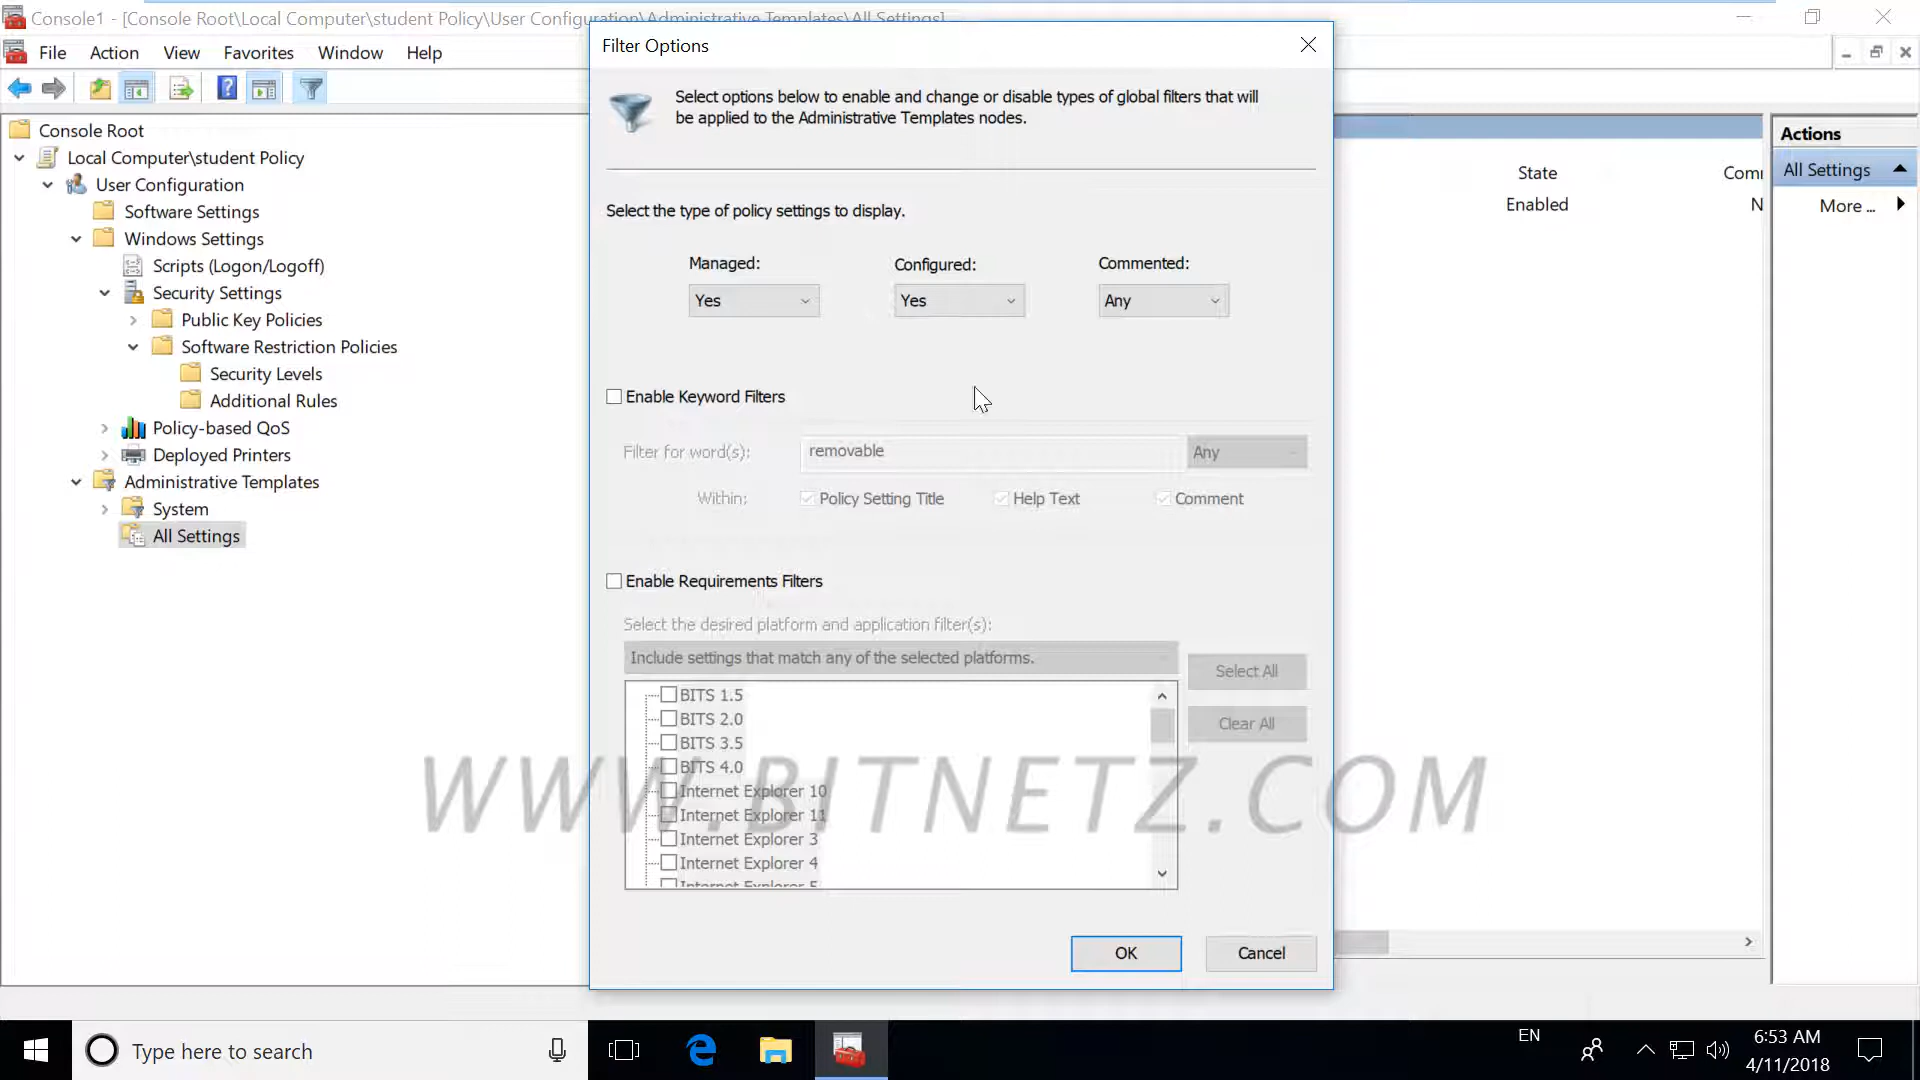 Console1 - [Console Root\Local Computer\student Policy\User Configuration\Administrative Templates\All Settings]
File Action View Favorites Window Help
Console Root
Local Computer\student Policy
User Configuration
Software Settings
Windows Settings
Scripts (Logon/Logoff)
Security Settings
Public Key Policies
Software Restriction Policies
Security Levels
Additional Rules
Policy-based QoS
Deployed Printers
Administrative Templates
System
All Settings
Filter Options
Select options below to enable and change or disable types of global filters that will
be applied to the Administrative Templates nodes.
Select the type of policy settings to display.
Managed: Configured: Commented:
Yes Yes Any
Enable Keyword Filters
Filter for word(s): removable Any
Within: Policy Setting Title Help Text Comment
Enable Requirements Filters
Select the desired platform and application filter(s):
Include settings that match any of the selected platforms.
Select All
Clear All
BITS 1.5
BITS 2.0
BITS 3.5
BITS 4.0
Internet Explorer 10
Internet Explorer 11
Internet Explorer 3
Internet Explorer 4
Internet Explorer 5
OK Cancel
State Comm
Enabled N
Actions
All Settings
More ...
WWW.BITNETZ.COM
Type here to search
EN
6:53 AM
4/11/2018